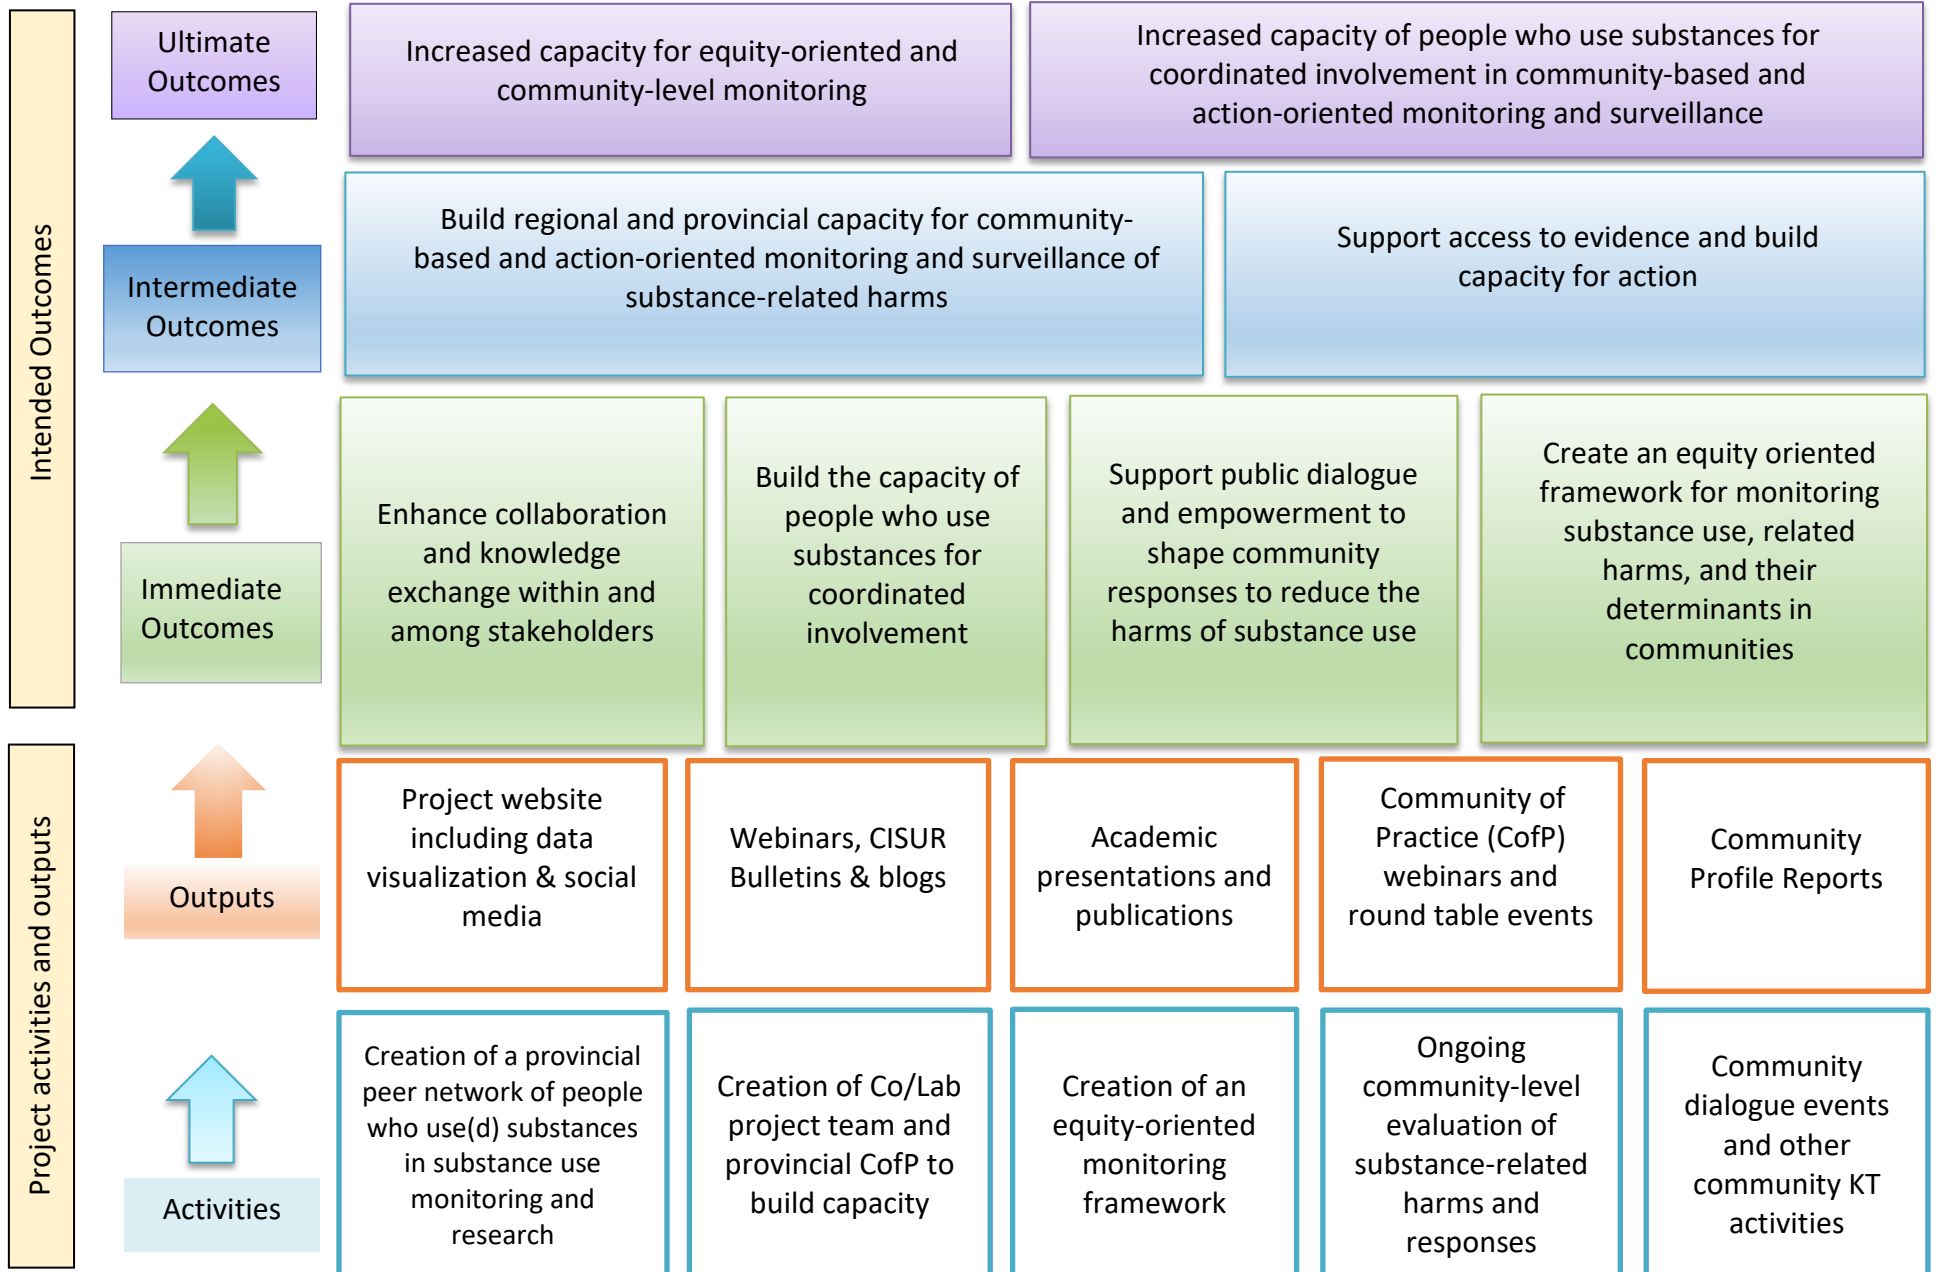 Intended Outcomes
Ultimate
Outcomes
Increased capacity for equity-oriented and
community-level monitoring
Increased capacity of people who use substances for
coordinated involvement in community-based and
action-oriented monitoring and surveillance
Intermediate
Outcomes
Build regional and provincial capacity for community-
based and action-oriented monitoring and surveillance of
substance-related harms
Support access to evidence and build
capacity for action
Immediate
Outcomes
Enhance collaboration
and knowledge
exchange within and
among stakeholders
Build the capacity of
people who use
substances for
coordinated
involvement
Support public dialogue
and empowerment to
shape community
responses to reduce the
harms of substance use
Create an equity oriented
framework for monitoring
substance use, related
harms, and their
determinants in
communities
Project activities and outputs
Outputs
Project website
including data
visualization & social
media
Webinars, CISUR
Bulletins & blogs
Academic
presentations and
publications
Community of
Practice (CofP)
webinars and
round table events
Community
Profile Reports
Activities
Creation of a provincial
peer network of people
who use(d) substances
in substance use
monitoring and
research
Creation of Co/Lab
project team and
provincial CofP to
build capacity
Creation of an
equity-oriented
monitoring
framework
Ongoing
community-level
evaluation of
substance-related
harms and
responses
Community
dialogue events
and other
community KT
activities